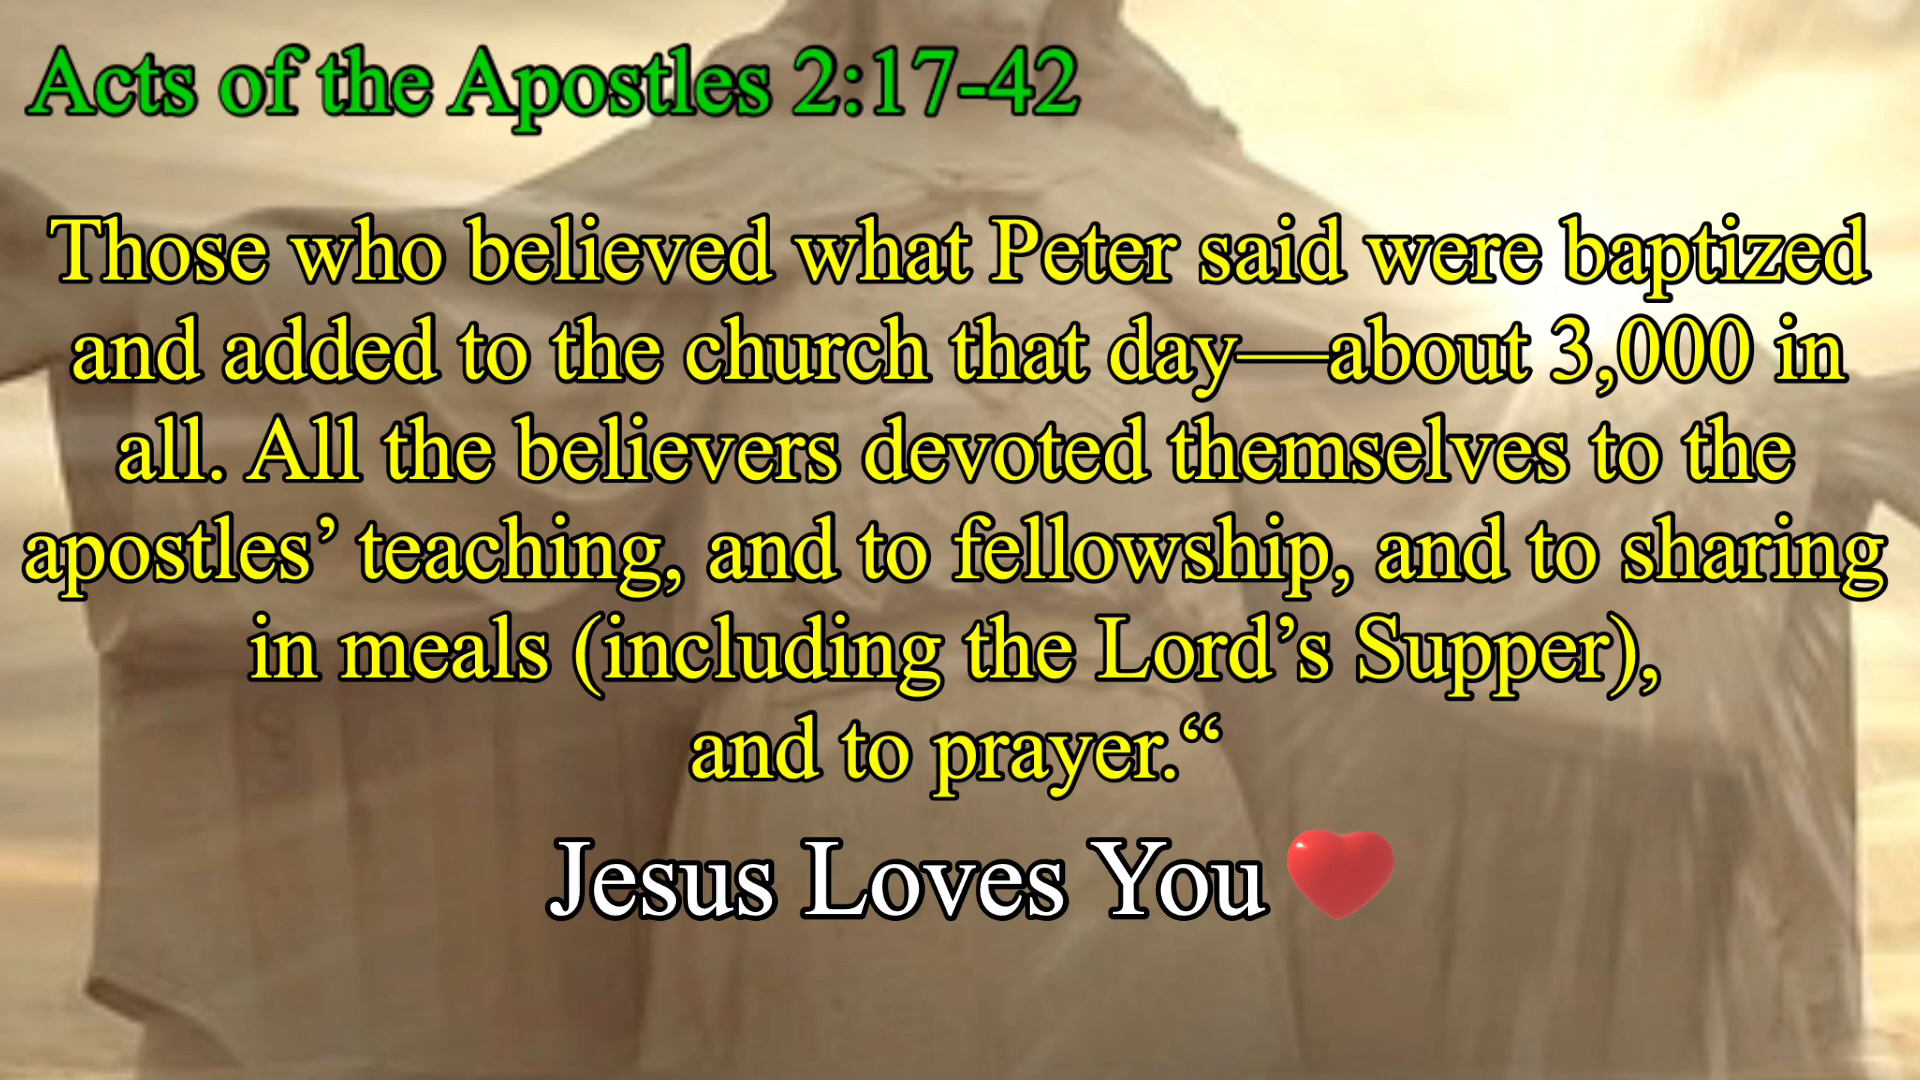 Acts of the Apostles 2:17-42
Those who believed what Peter said were baptized
and added to the church that day—about 3,000 in
all. All the believers devoted themselves to the
apostles’ teaching, and to fellowship, and to sharing
in meals (including the Lord’s Supper),
and to prayer.“
Jesus Loves You